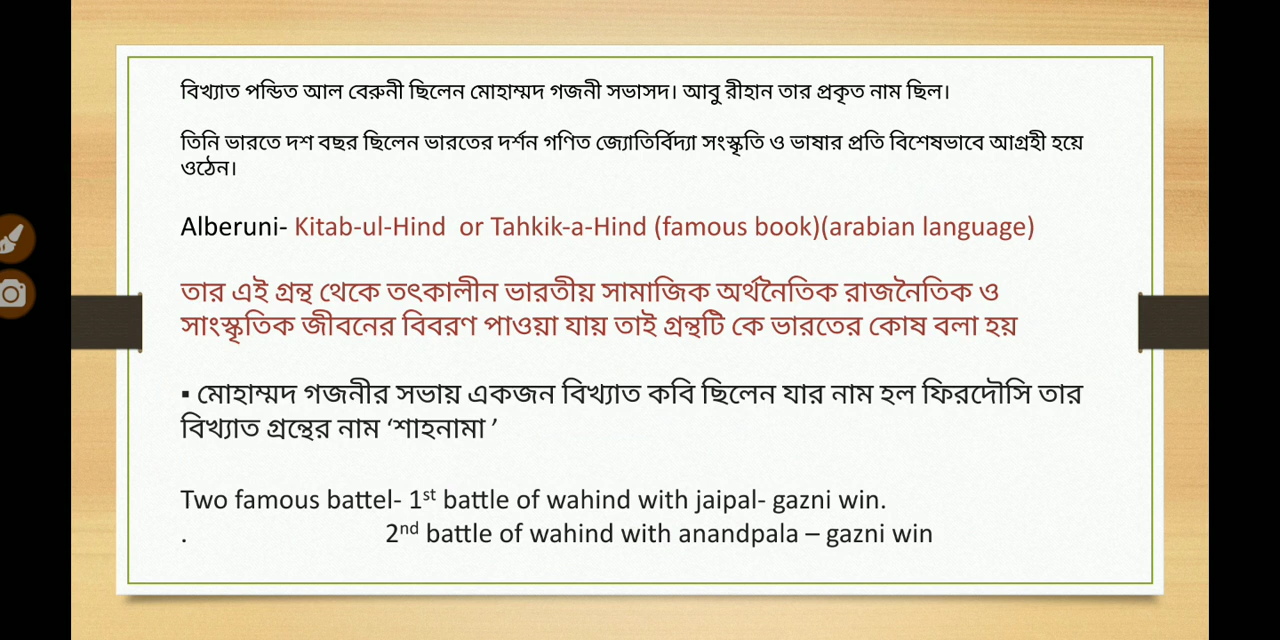 বিখ্যাত পন্ডিত আল বেরুনী ছিলেন মোহাম্মদ গজনী সভাসদ। আবু রীহান তার প্রকৃত নাম ছিল।
তিনি ভারতে দশ বছর ছিলেন ভারতের দর্শন গণিত জ্যোতির্বিদ্যা সংস্কৃতি ও ভাষার প্রতি বিশেষভাবে আগ্রহী হয়ে
ওঠেন।
Alberuni- Kitab-ul-Hind or Tahkik-a-Hind (famous book)(arabian language)
তার এই গ্রন্থ থেকে তৎকালীন ভারতীয় সামাজিক অর্থনৈতিক রাজনৈতিক ও
সাংস্কৃতিক জীবনের বিবরণ পাওয়া যায় তাই গ্রন্থটি কে ভারতের কোষ বলা হয়
▪ মোহাম্মদ গজনীর সভায় একজন বিখ্যাত কবি ছিলেন যার নাম হল ফিরদৌসি তার
বিখ্যাত গ্রন্থের নাম ‘শাহনামা ’
Two famous battel- 1st battle of wahind with jaipal- gazni win.
. 2nd battle of wahind with anandpala – gazni win